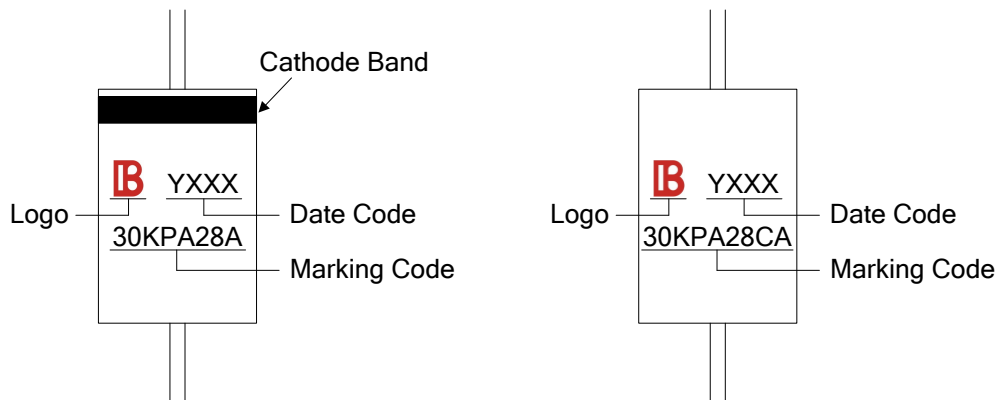 Cathode Band
B YXXX
Logo Date Code
30KPA28A
Marking Code
B YXXX
Logo Date Code
30KPA28CA
Marking Code